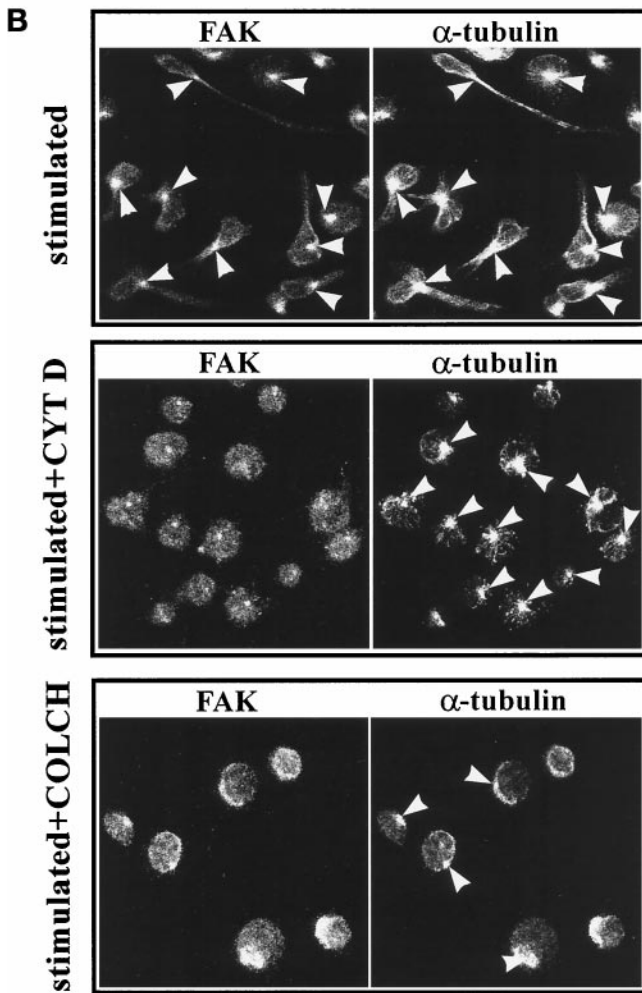 B
FAK α-tubulin
stimulated
FAK α-tubulin
stimulated+CYT D
FAK α-tubulin
stimulated+COLCH